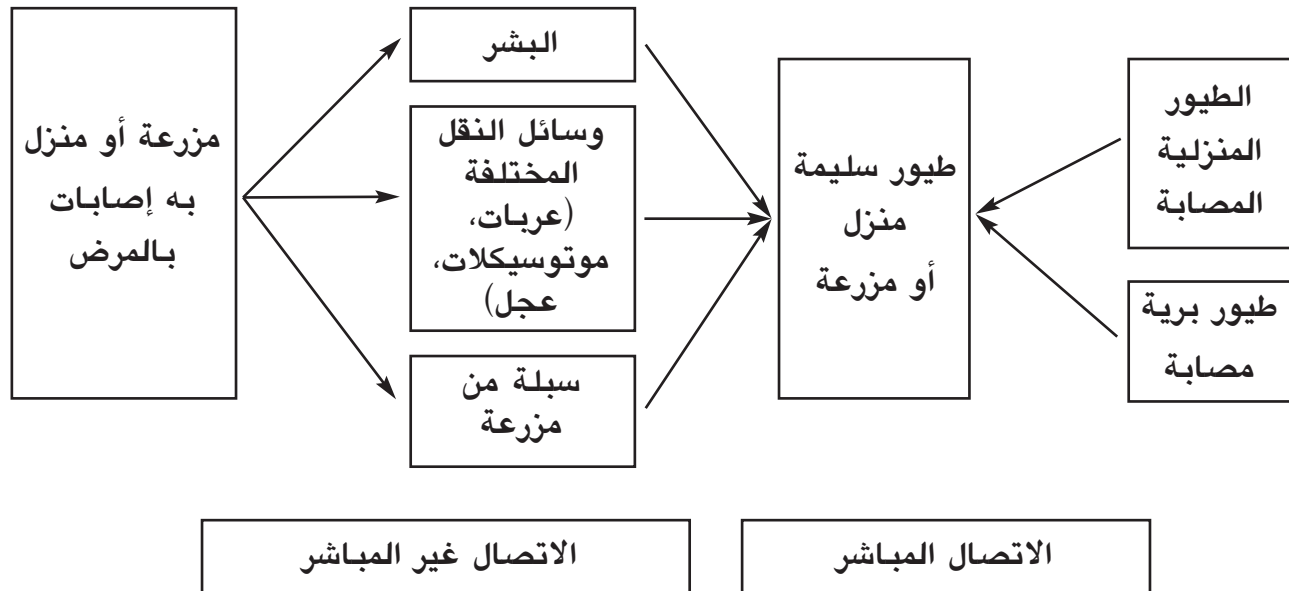 الطيور
المنزلية
المصابة
طيور برية
مصابة
طيور سليمة
منزل
أو مزرعة
البشر
وسائل النقل
المختلفة
(عربات،
موتوسيكلات،
عجل)
سبلة من
مزرعة
مزرعة أو منزل
به إصابات
بالمرض
الاتصال المباشر
الاتصال غير المباشر